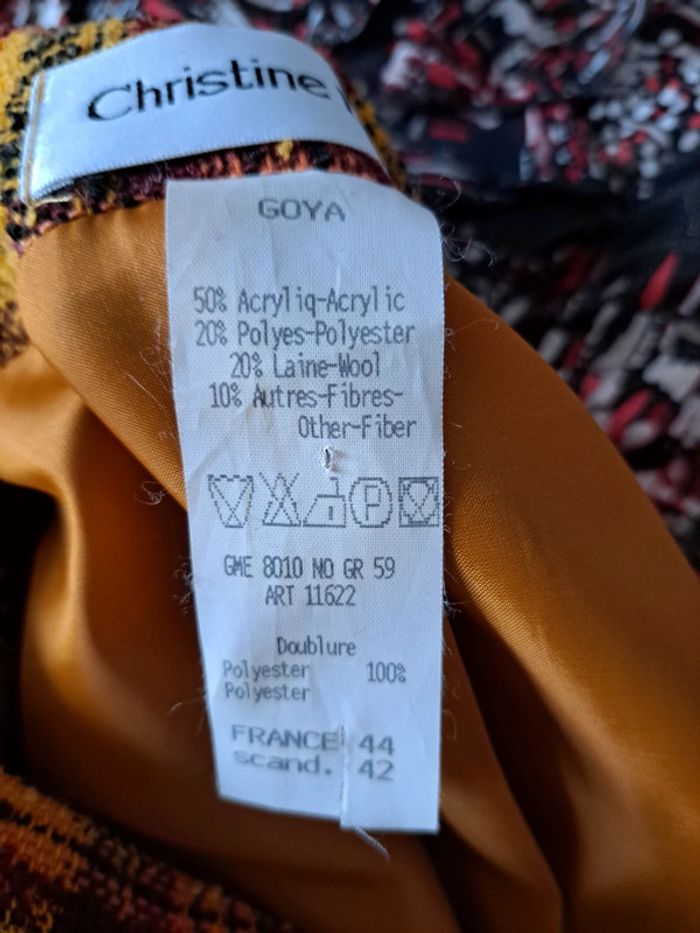 Christine
GOYA
50% Acryliq-Acrylic
20% Polyes-Polyester
20% Laine-Wool
10% Autres-Fibres-
Other-Fiber
P
GME 8010 NO GR 59
ART 11622
Doublure
Polyester 100%
Polyester
FRANCE 44
scand. 42